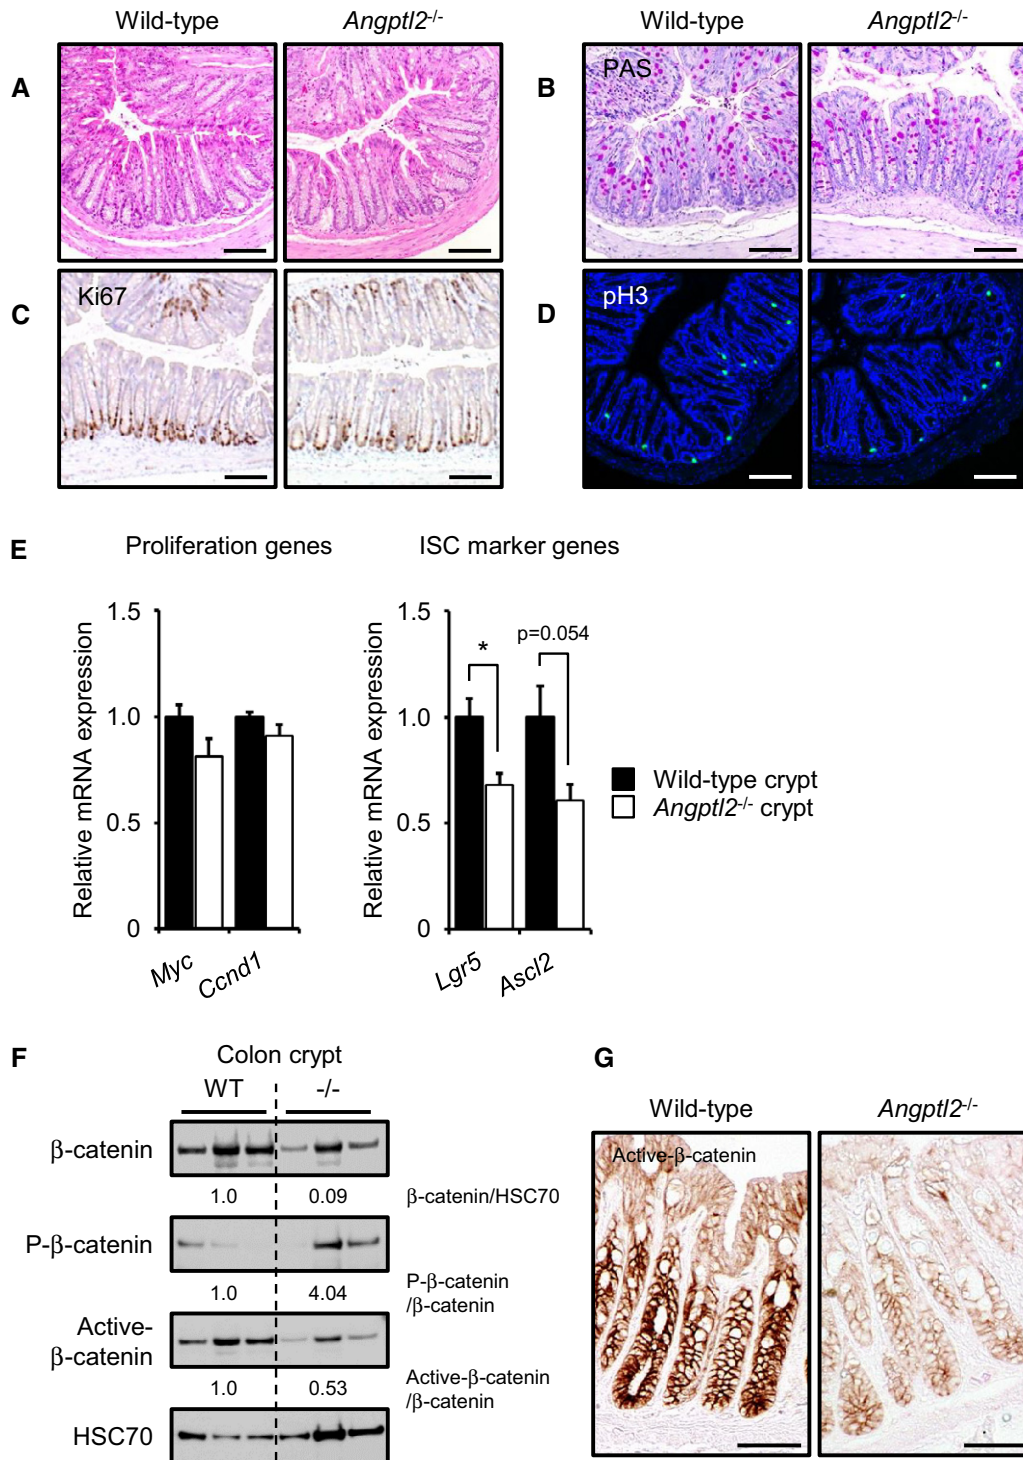 Wild-type Angptl2-/- Wild-type Angptl2-/-
A
B
PAS
C
Ki67
D
pH3
E
Proliferation genes ISC marker genes
Relative mRNA expression
1.5
1.0
0.5
0
Myc Ccnd1
Relative mRNA expression
1.5
1.0
0.5
0
*
p=0.054
Lgr5 Ascl2
Wild-type crypt
Angptl2-/- crypt
F
Colon crypt
WT -/-
β-catenin
1.0 0.09 β-catenin/HSC70
P-β-catenin
1.0 4.04 P-β-catenin
/β-catenin
Active-
β-catenin
1.0 0.53 Active-β-catenin
/β-catenin
HSC70
G
Wild-type Angptl2-/-
Active-β-catenin